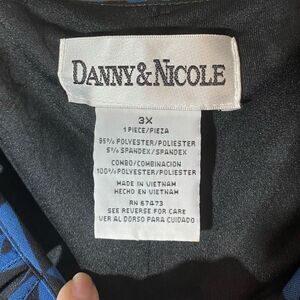 DANNY & NICOLE
3X
1 PIECE/PIEZA
95% POLYESTER/POLIESTER
5% SPANDEX/SPANDEX
COMBO/COMBINACION
100% POLYESTER/POLIESTER
MADE IN VIETNAM
HECHO EN VIETNAM
RN 67473
SEE REVERSE FOR CARE
VER AL DORSO PARA CUIDADO